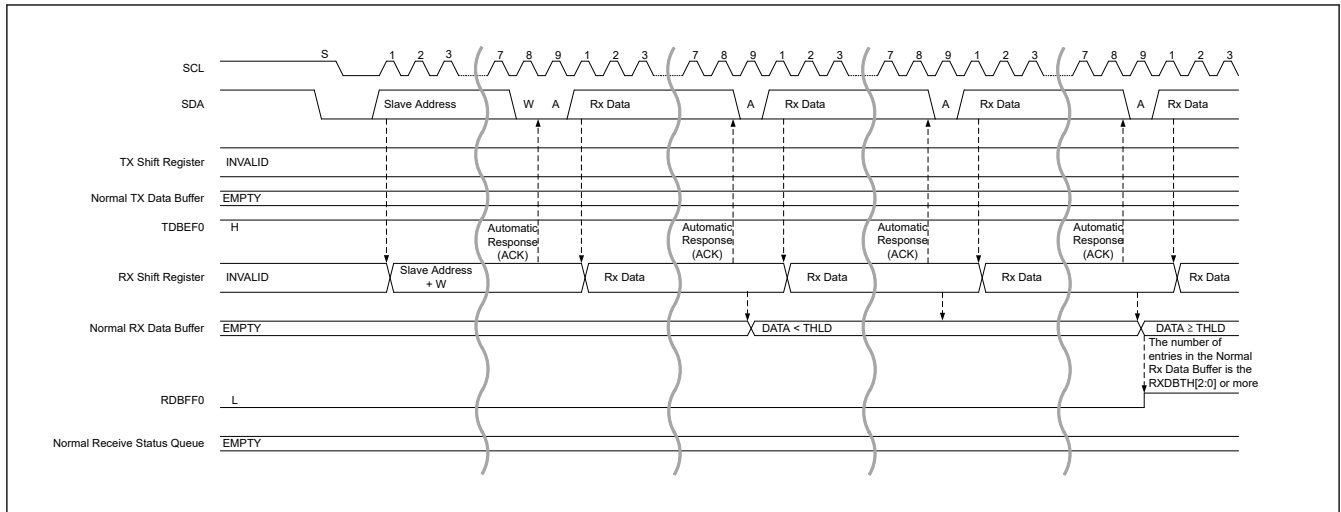 S 1 2 3 7 8 9 1 2 3 7 8 9 1 2 3 7 8 9 1 2 3 7 8 9 1 2 3
SCL
SDA Slave Address W A Rx Data A Rx Data A Rx Data A Rx Data
TX Shift Register INVALID
Normal TX Data Buffer EMPTY
TDBEF0 H
Automatic Response (ACK)
Automatic Response (ACK)
Automatic Response (ACK)
Automatic Response (ACK)
RX Shift Register INVALID Slave Address + W Rx Data Rx Data Rx Data Rx Data
Normal RX Data Buffer EMPTY DATA < THLD DATA ≥ THLD
The number of
entries in the Normal
Rx Data Buffer is the
RXDBTH[2:0] or more
RDBFF0 L
Normal Receive Status Queue EMPTY